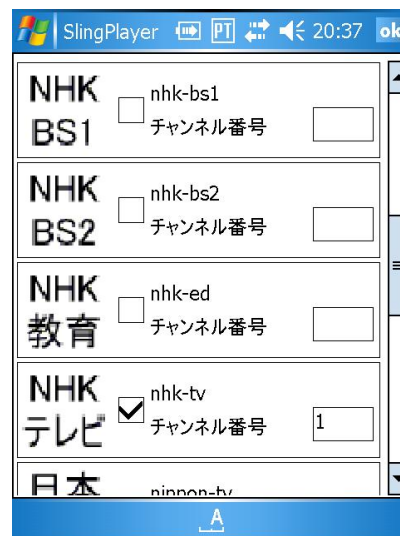 SlingPlayer PT 20:37 ok
NHK
BS1
nhk-bs1
チャンネル番号
NHK
BS2
nhk-bs2
チャンネル番号
NHK
教育
nhk-ed
チャンネル番号
NHK
テレビ
nhk-tv
チャンネル番号 1
日本
nippon-tv
A